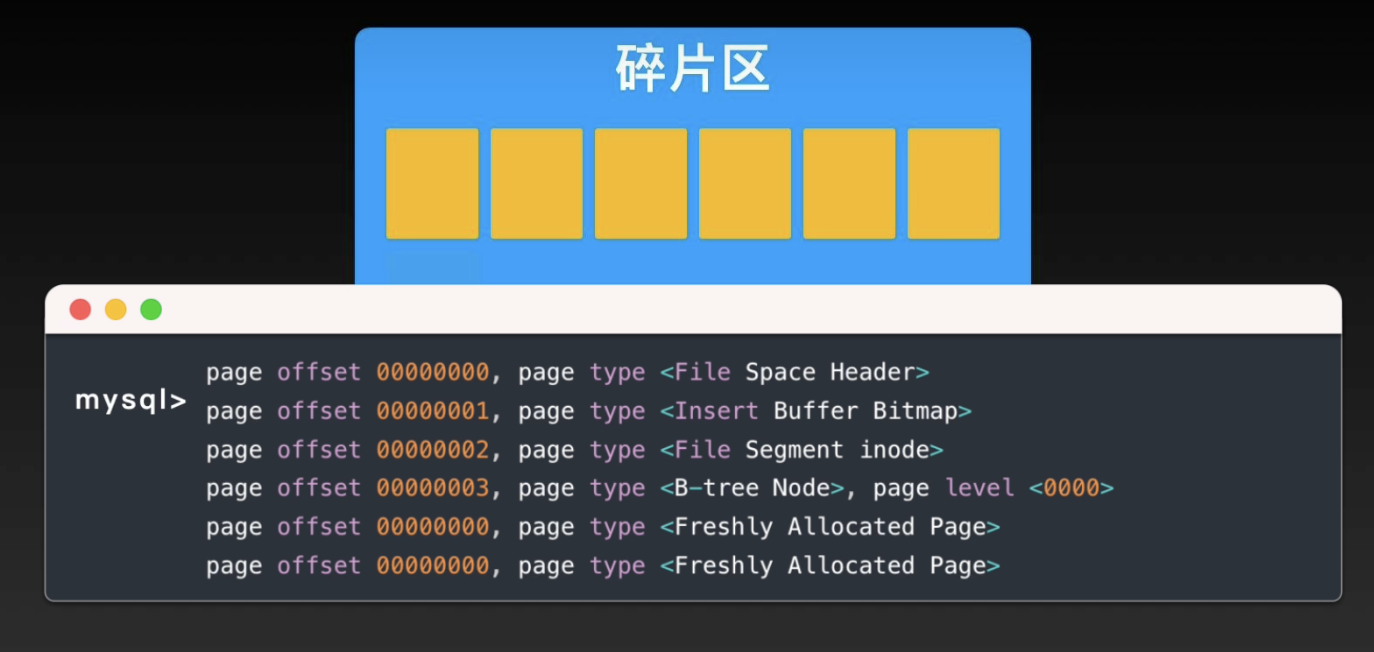 碎片区
mysql>
page offset 00000000, page type <File Space Header>
page offset 00000001, page type <Insert Buffer Bitmap>
page offset 00000002, page type <File Segment inode>
page offset 00000003, page type <B-tree Node>, page level <0000>
page offset 00000000, page type <Freshly Allocated Page>
page offset 00000000, page type <Freshly Allocated Page>